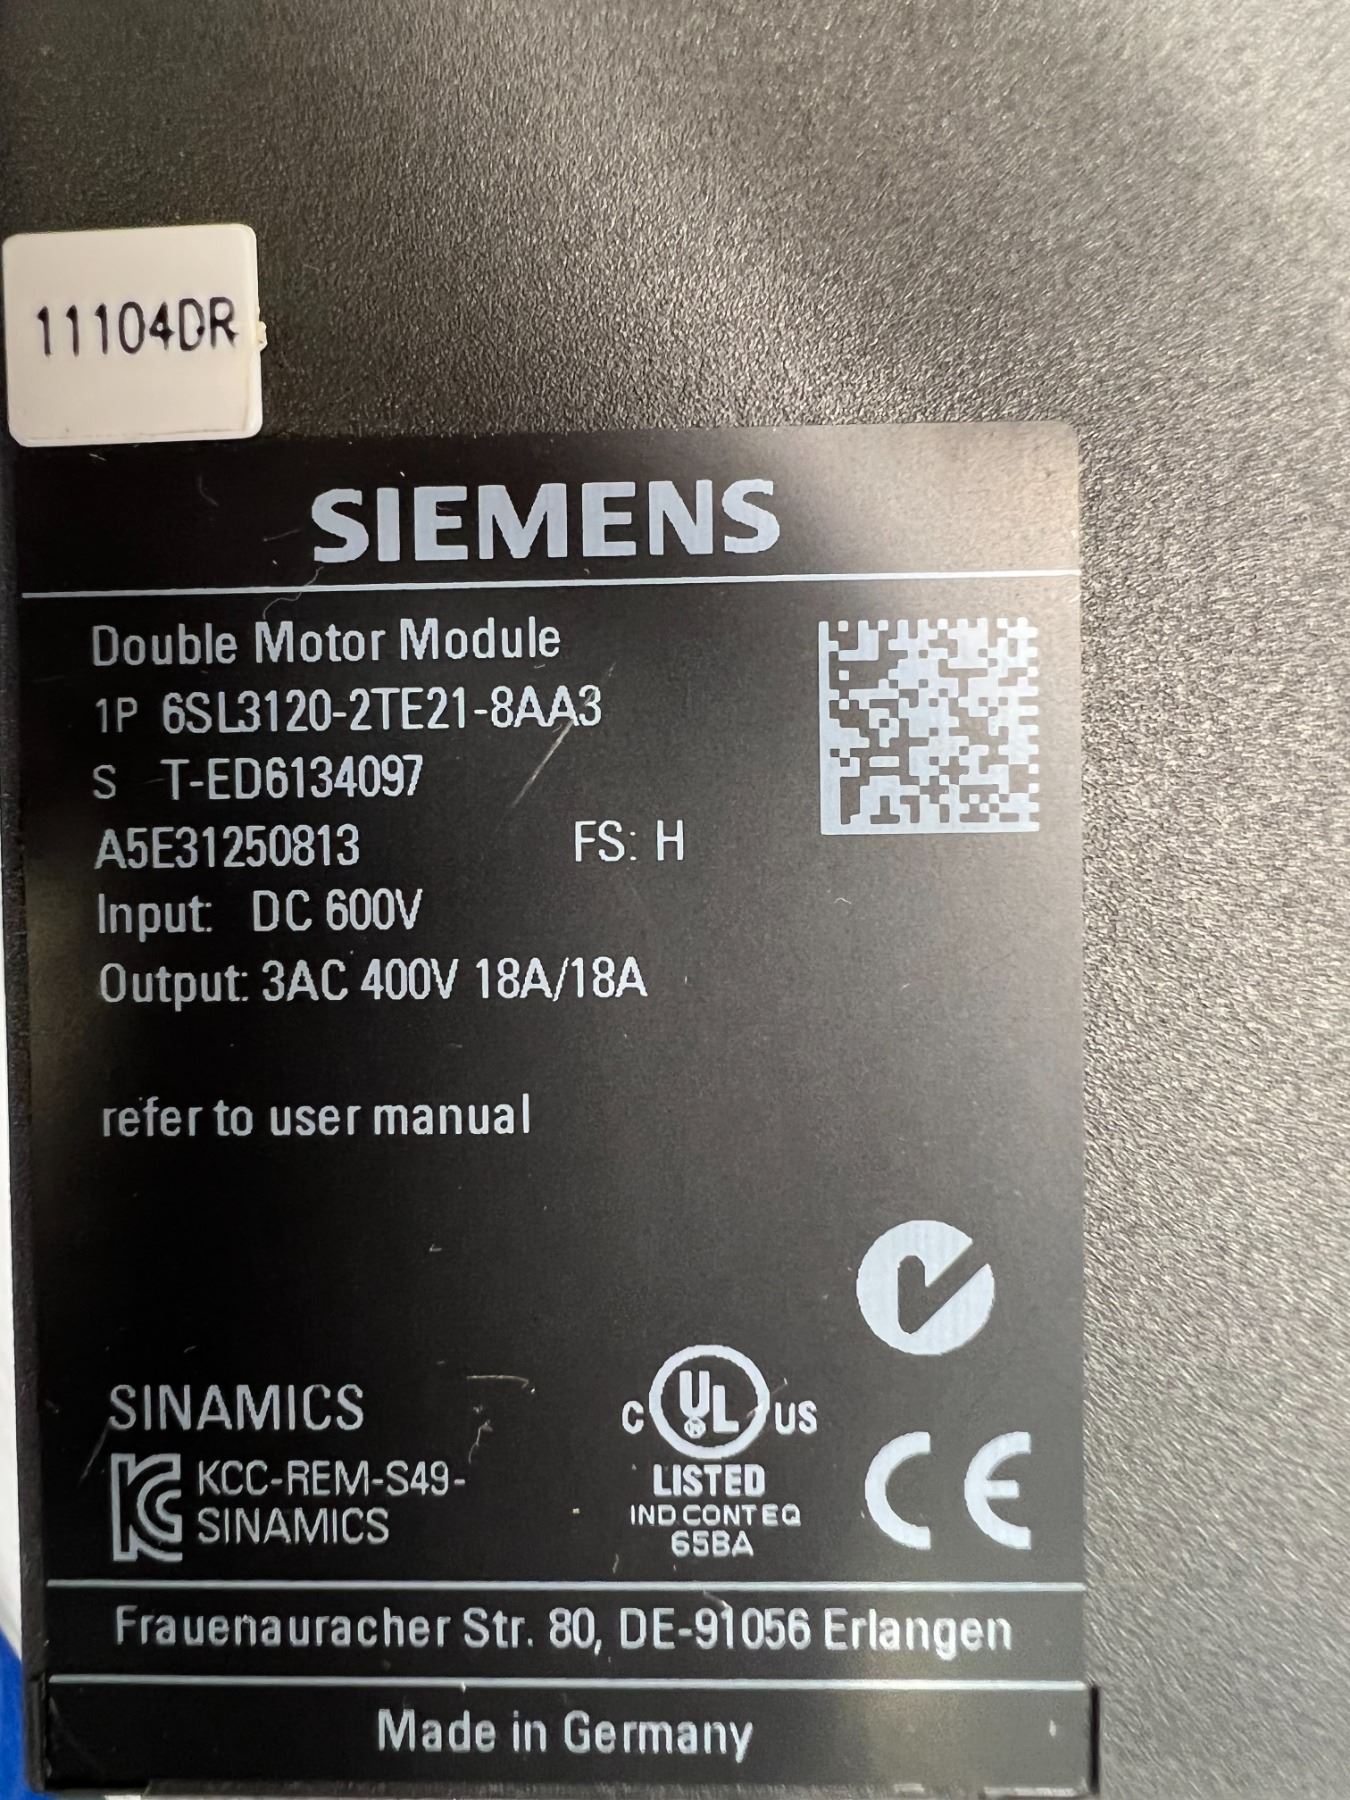 11104DR
SIEMENS
Double Motor Module
1P 6SL3120-2TE21-8AA3
S T-ED6134097
A5E31250813 FS: H
Input: DC 600V
Output: 3AC 400V 18A/18A
refer to user manual
SINAMICS
KCC-REM-S49-
SINAMICS
C UL US
LISTED
IND CONT EQ
65BA
CE
Frauenauracher Str. 80, DE-91056 Erlangen
Made in Germany